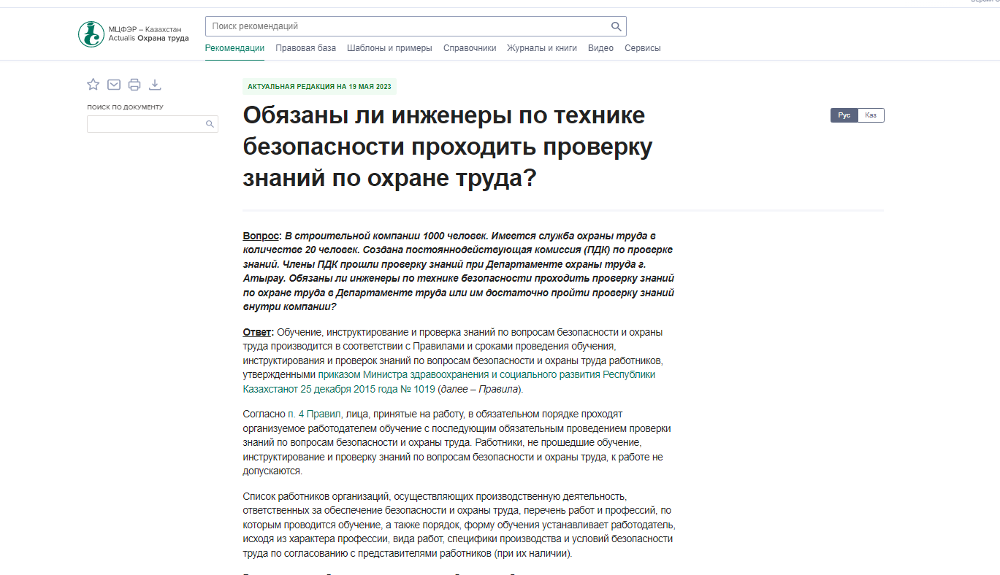 МЦФЭР – Казахстан
Actualis Охрана труда
Поиск рекомендаций
Рекомендации Правовая база Шаблоны и примеры Справочники Журналы и книги Видео Сервисы
ПОИСК ПО ДОКУМЕНТУ
АКТУАЛЬНАЯ РЕДАКЦИЯ НА 19 МАЯ 2023
Рус Каз
Обязаны ли инженеры по технике
безопасности проходить проверку
знаний по охране труда?
Вопрос: В строительной компании 1000 человек. Имеется служба охраны труда в
количестве 20 человек. Создана постояннодействующая комиссия (ПДК) по проверке
знаний. Члены ПДК прошли проверку знаний при Департаменте охраны труда г.
Атырау. Обязаны ли инженеры по технике безопасности проходить проверку знаний
по охране труда в Департаменте труда или им достаточно пройти проверку знаний
внутри компании?
Ответ: Обучение, инструктирование и проверка знаний по вопросам безопасности и охраны
труда производится в соответствии с Правилами и сроками проведения обучения,
инструктирования и проверок знаний по вопросам безопасности и охраны труда работников,
утвержденными приказом Министра здравоохранения и социального развития Республики
Казахстанот 25 декабря 2015 года № 1019 (далее – Правила).
Согласно п. 4 Правил, лица, принятые на работу, в обязательном порядке проходят
организуемое работодателем обучение с последующим обязательным проведением проверки
знаний по вопросам безопасности и охраны труда. Работники, не прошедшие обучение,
инструктирование и проверку знаний по вопросам безопасности и охраны труда, к работе не
допускаются.
Список работников организаций, осуществляющих производственную деятельность,
ответственных за обеспечение безопасности и охраны труда, перечень работ и профессий, по
которым проводится обучение, а также порядок, форму обучения устанавливает работодатель,
исходя из характера профессии, вида работ, специфики производства и условий безопасности
труда по согласованию с представителями работников (при их наличии).